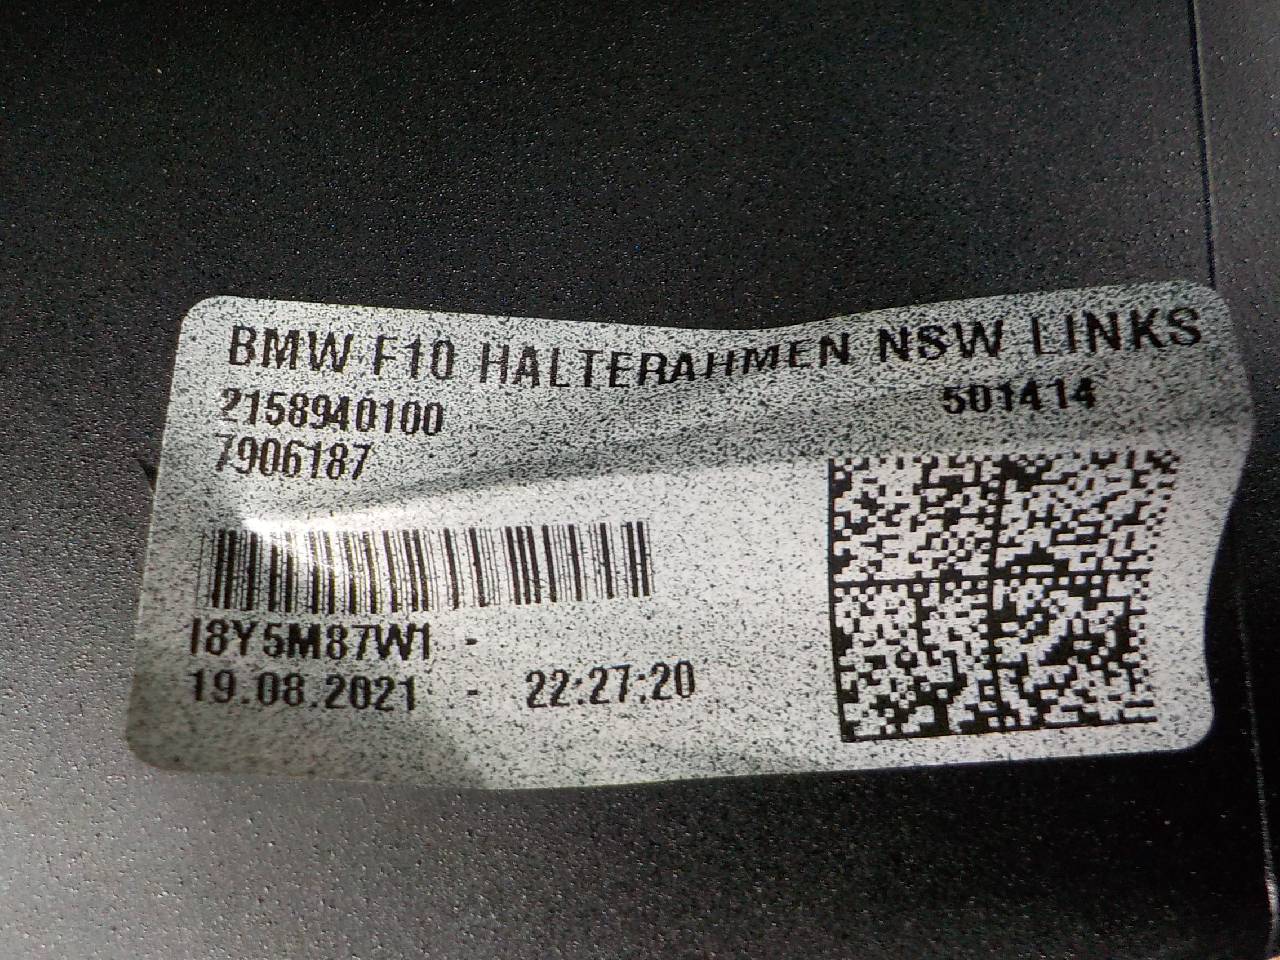 BMW F10 HALTERAHMEN NSW LINKS
2158940100 501414
7906187
I8Y5M87W1 -
19.08.2021 - 22:27:20